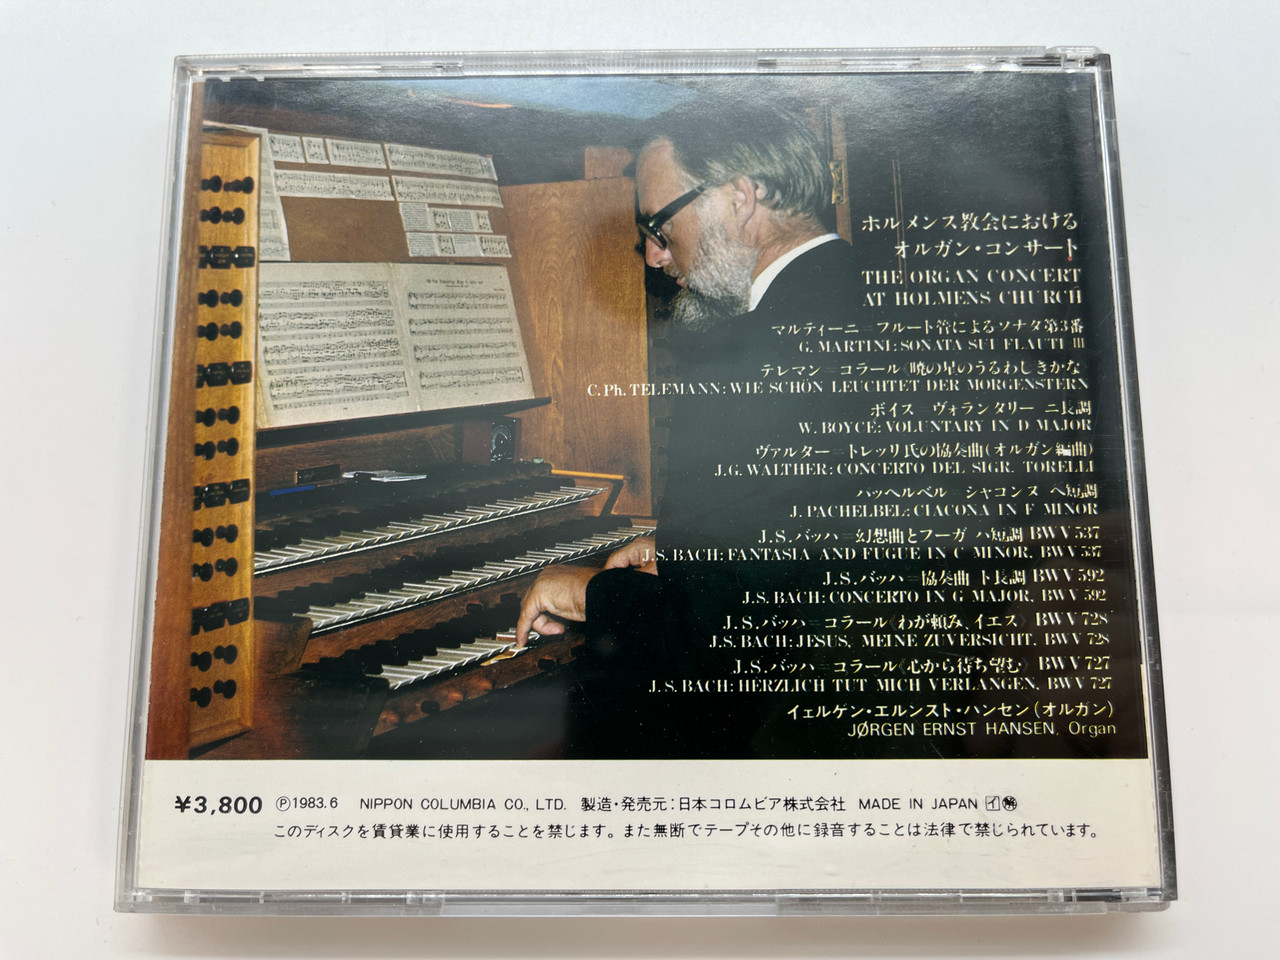 ホルメンス教会における
オルガン・コンサート
THE ORGAN CONCERT
AT HOLMENS CHURCH
マルティーニ=フルート管によるソナタ第3番
G. MARTINI: SONATA SUI FLAUTI III
テレマン=コラール《暁の星のうるわしきかな
C. Ph. TELEMANN: WIE SCHÖN LEUCHTET DER MORGENSTERN
ボイス=ヴォランタリー ニ長調
W. BOYCE: VOLUNTARY IN D MAJOR
ヴァルター=トレッリ氏の協奏曲(オルガン編曲)
J.G. WALTHER: CONCERTO DEL SIGR. TORELLI
パッヘルベル=シャコンヌ ヘ短調
J. PACHELBEL: CIACONA IN F MINOR
J.S.バッハ=幻想曲とフーガ ハ短調 BWV 537
J.S. BACH: FANTASIA AND FUGUE IN C MINOR, BWV 537
J.S.バッハ=協奏曲 ト長調 BWV 592
J.S. BACH: CONCERTO IN G MAJOR, BWV 592
J.S.バッハ=コラール《わが頼み、イエス》 BWV 728
J.S. BACH: JESUS, MEINE ZUVERSICHT, BWV 728
J.S.バッハ=コラール《心から待ち望む》 BWV 727
J.S. BACH: HERZLICH TUT MICH VERLANGEN, BWV 727
イェルゲン・エルンスト・ハンセン(オルガン)
JØRGEN ERNST HANSEN, Organ
¥3,800 Ⓟ1983.6 NIPPON COLUMBIA CO., LTD. 製造・発売元:日本コロムビア株式会社 MADE IN JAPAN イ
このディスクを賃貸業に使用することを禁じます。また無断でテープその他に録音することは法律で禁じられています。